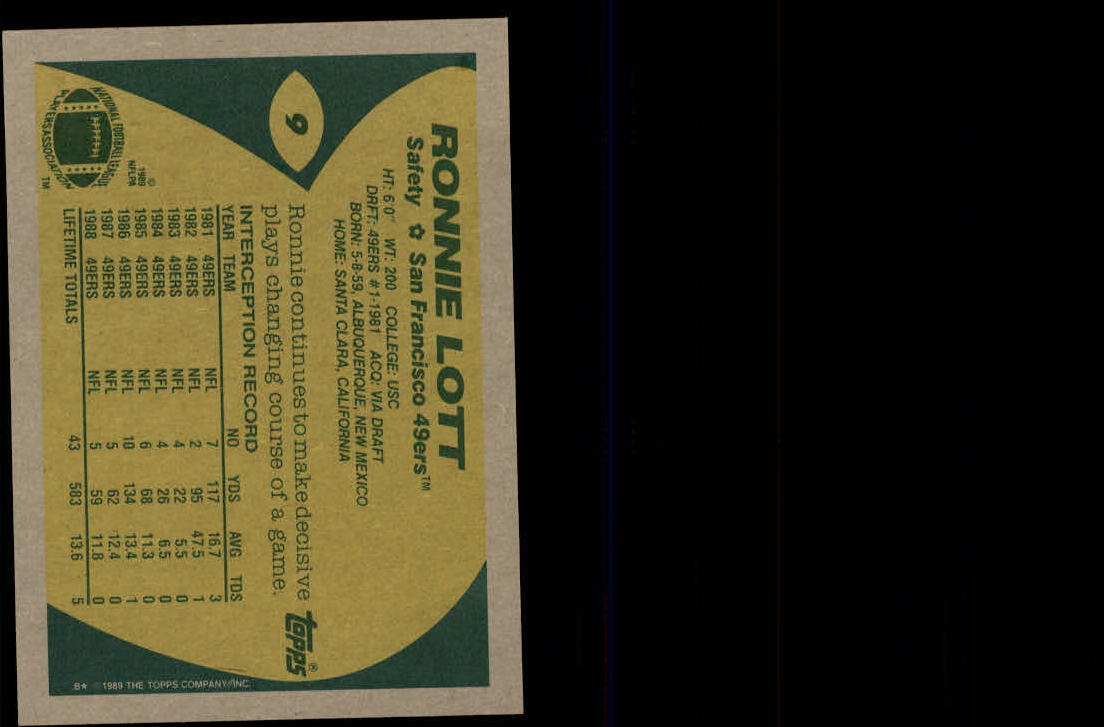 RONNIE LOTT
Safety ✿ San Francisco 49ers™
HT: 6'0" WT: 200 COLLEGE: USC
DRFT: 49ERS #1-1981 ACQ: VIA DRAFT
BORN: 5-8-59, ALBUQUERQUE, NEW MEXICO
HOME: SANTA CLARA, CALIFORNIA
9
Ronnie continues to make decisive
plays changing course of a game.
topps®
INTERCEPTION RECORD
YEAR TEAM NO YDS AVG TDS
1981 49ERS NFL 7 117 16.7 3
1982 49ERS NFL 2 95 47.5 1
1983 49ERS NFL 4 22 5.5 0
1984 49ERS NFL 4 26 6.5 0
1985 49ERS NFL 6 68 11.3 0
1986 49ERS NFL 10 134 13.4 1
1987 49ERS NFL 5 62 12.4 0
1988 49ERS NFL 5 59 11.8 0
LIFETIME TOTALS 43 583 13.6 5
©
1989
NFLPA
NATIONAL FOOTBALL LEAGUE
PLAYERS ASSOCIATION
TM
B★ © 1989 THE TOPPS COMPANY, INC.